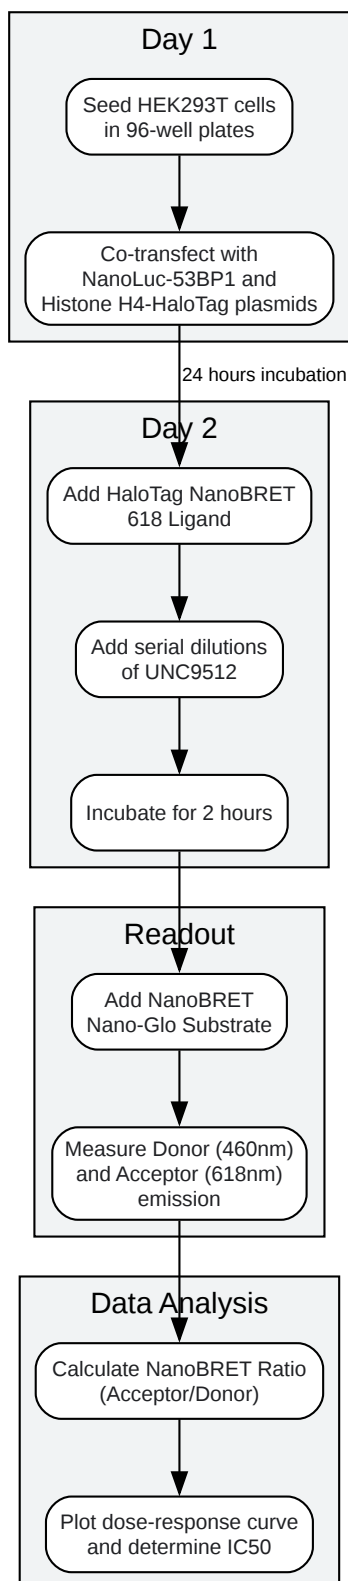 Day 1
Seed HEK293T cells
in 96-well plates
Co-transfect with
NanoLuc-53BP1 and
Histone H4-HaloTag plasmids
24 hours incubation
Day 2
Add HaloTag NanoBRET
618 Ligand
Add serial dilutions
of UNC9512
Incubate for 2 hours
Readout
Add NanoBRET
Nano-Glo Substrate
Measure Donor (460nm)
and Acceptor (618nm)
emission
Data Analysis
Calculate NanoBRET Ratio
(Acceptor/Donor)
Plot dose-response curve
and determine IC50